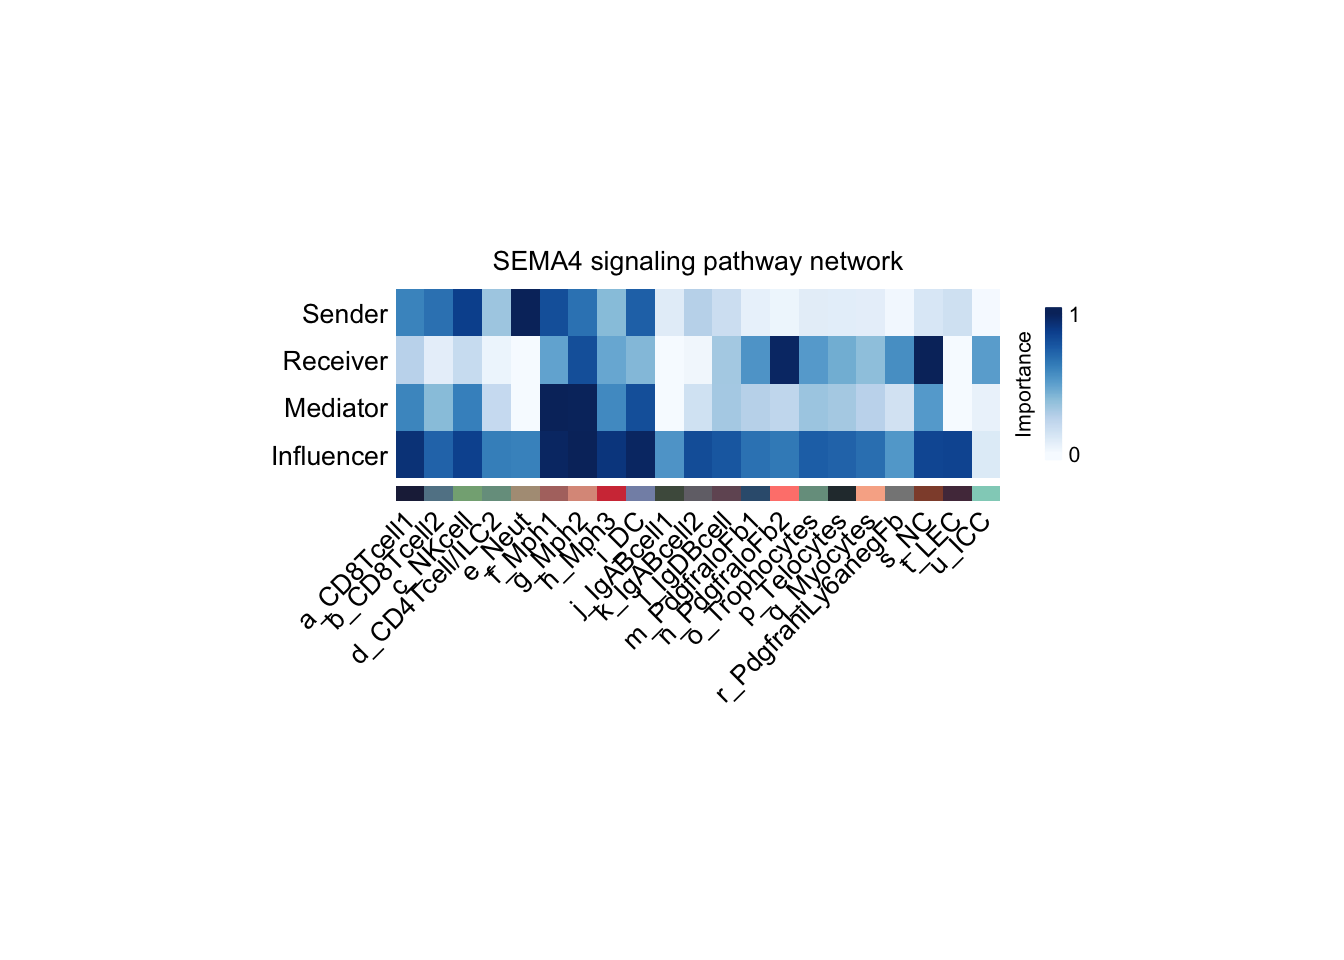 SEMA4 signaling pathway network
Sender
Receiver
Mediator
Influencer
1
0
Importance
a_CD8Tcell1
b_CD8Tcell2
c_NKcell
d_CD4Tcell/ILC2
e_Neut
f_Mph1
g_Mph2
h_Mph3
i_DC
j_IgABcell1
k_IgABcell2
l_IgDBcell
m_PdgfraloFb1
n_PdgfraloFb2
o_Trophocytes
p_Telocytes
q_Myocytes
r_PdgfrahiLy6anegFb
s_NC
t_LEC
u_ICC